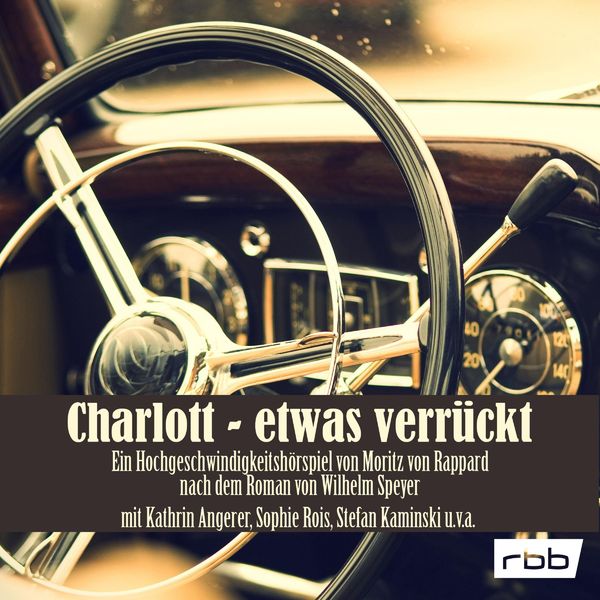 Charlott - etwas verrückt
Ein Hochgeschwindigkeitshörspiel von Moritz von Rappard
nach dem Roman von Wilhelm Speyer
mit Kathrin Angerer, Sophie Rois, Stefan Kaminski u.v.a.
rbb